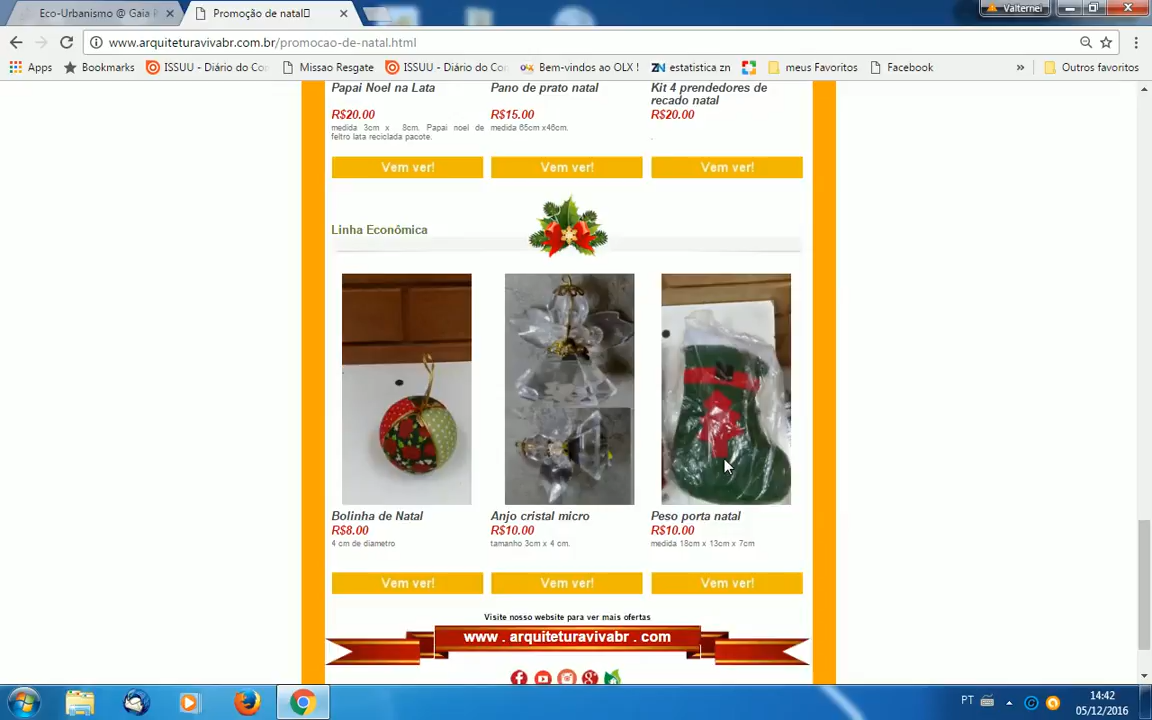 Eco-Urbanismo @ Gaia
Promoção de natal
Valternei
www.arquiteturavivabr.com.br/promocao-de-natal.html
Apps Bookmarks ISSUU - Diário do Co Missao Resgate ISSUU - Diário do Co Bem-vindos ao OLX ! estatistica zn meus Favoritos Facebook » Outros favoritos
Papai Noel na Lata Pano de prato natal Kit 4 prendedores de
recado natal
R$20.00 R$15.00 R$20.00
medida 3cm x 8cm. Papai noel de medida 65cm x46cm.
feltro lata reciclada pacote.
Vem ver! Vem ver! Vem ver!
Linha Econômica
Bolinha de Natal Anjo cristal micro Peso porta natal
R$8.00 R$10.00 R$10.00
4 cm de diametro tamanho 3cm x 4 cm. medida 18cm x 13cm x 7cm
Vem ver! Vem ver! Vem ver!
Visite nosso website para ver mais ofertas
www . arquiteturavivabr . com
PT 14:42
05/12/2016